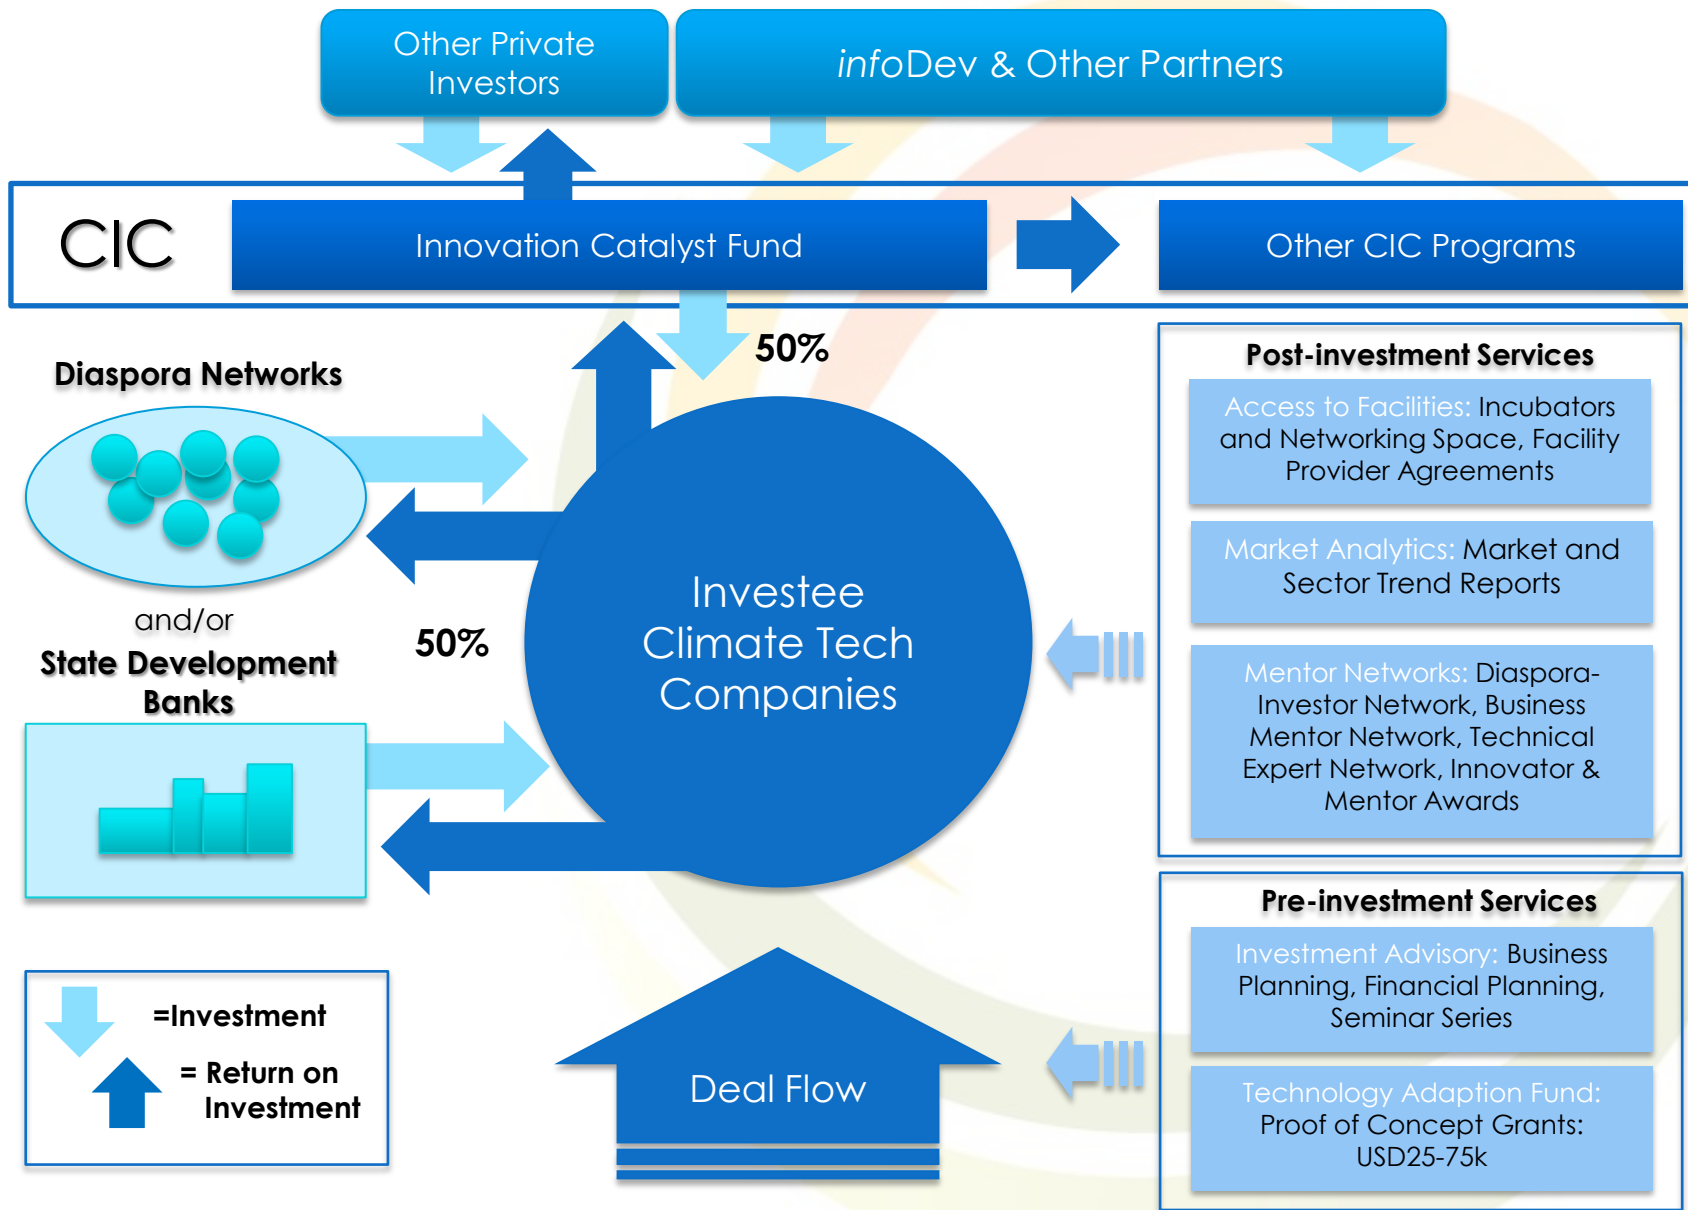 Other Private
Investors
infoDev & Other Partners
CIC
Innovation Catalyst Fund
Other CIC Programs
50%
Diaspora Networks
and/or
State Development
Banks
50%
Investee
Climate Tech
Companies
Post-investment Services
Access to Facilities: Incubators
and Networking Space, Facility
Provider Agreements
Market Analytics: Market and
Sector Trend Reports
Mentor Networks: Diaspora-
Investor Network, Business
Mentor Network, Technical
Expert Network, Innovator &
Mentor Awards
Pre-investment Services
Investment Advisory: Business
Planning, Financial Planning,
Seminar Series
Technology Adaption Fund:
Proof of Concept Grants:
USD25-75k
=Investment
= Return on
Investment
Deal Flow